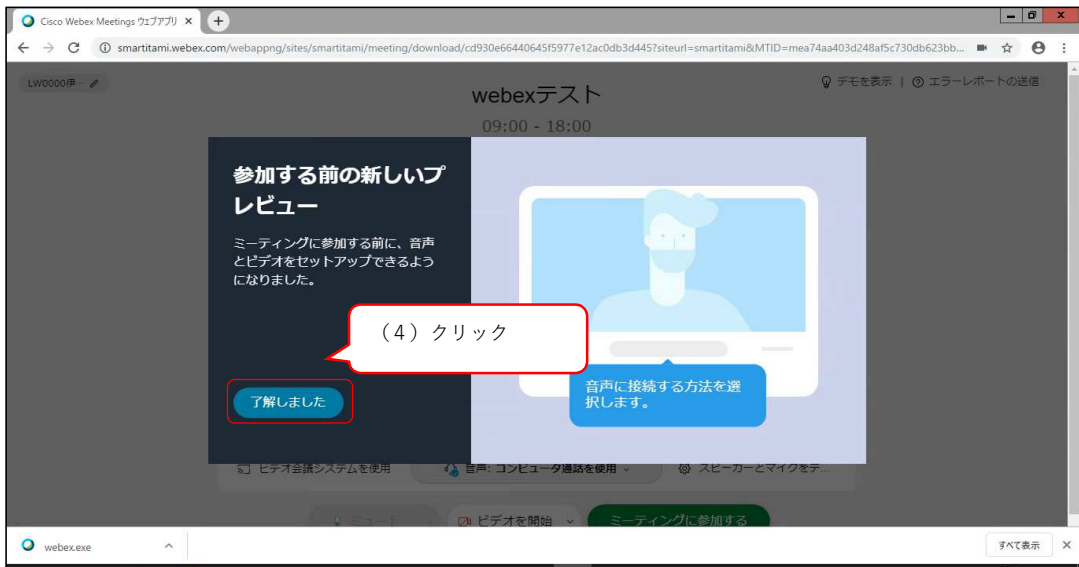 Cisco Webex Meetings ウェブアプリ
smartitami.webex.com/webappng/sites/smartitami/meeting/download/cd930e66440645f5977e12ac0db3d445?siteurl=smartitami&MTID=mea74aa403d248af5c730db623bb...
LW0000伊
デモを表示 | エラーレポートの送信
webexテスト
09:00 - 18:00
参加する前の新しいプ
レビュー
ミーティングに参加する前に、音声
とビデオをセットアップできるよう
になりました。
（4）クリック
音声に接続する方法を選
択します。
了解しました
ビデオ会議システムを使用
音声: コンピュータ通話を使用
スピーカーとマイクをテ...
ミュート
ビデオを開始
ミーティングに参加する
webex.exe
すべて表示